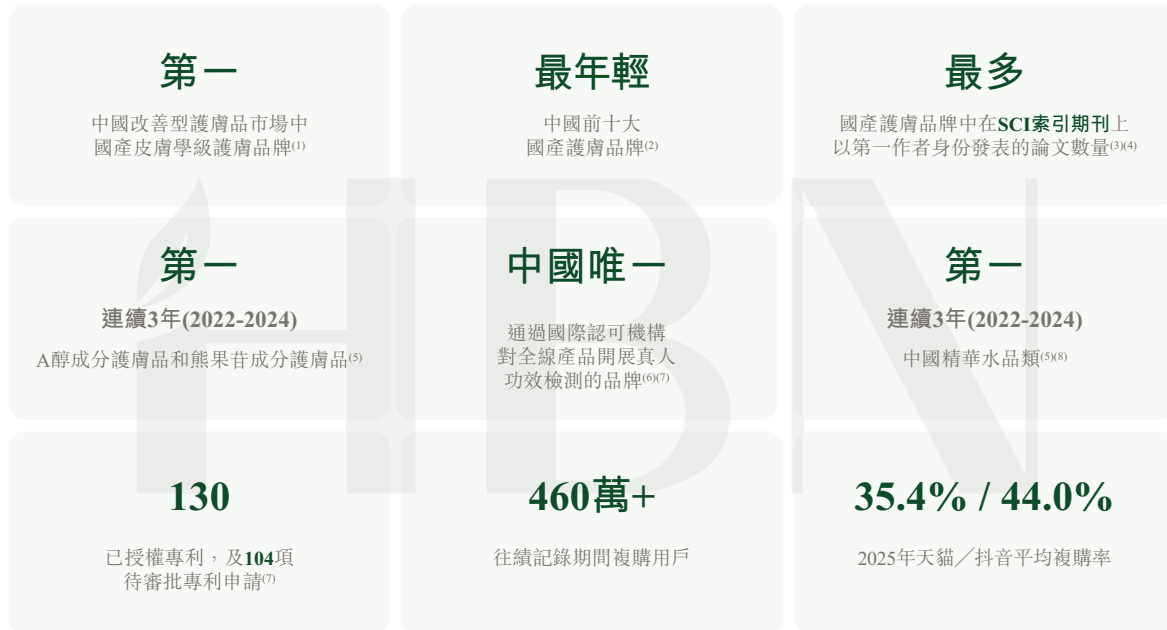 第一
中國改善型護膚品市場中
國產皮膚學級護膚品牌(1)
最年輕
中國前十大
國產護膚品牌(2)
最多
國產護膚品牌中在SCI索引期刊上
以第一作者身份發表的論文數量(3)(4)
第一
連續3年(2022-2024)
A醇成分護膚品和熊果苷成分護膚品(5)
中國唯一
通過國際認可機構
對全線產品開展真人
功效檢測的品牌(6)(7)
第一
連續3年(2022-2024)
中國精華水品類(5)(8)
130
已授權專利，及104項
待審批專利申請(7)
460萬+
往績記錄期間複購用戶
35.4% / 44.0%
2025年天貓／抖音平均複購率
HBN